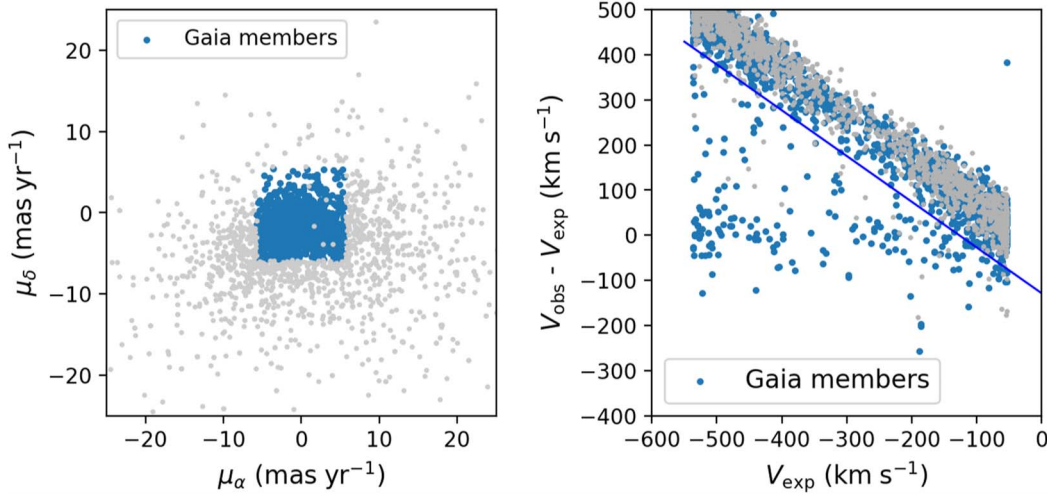 Gaia members
20
10
0
−10
−20
μδ (mas yr−1)
−20 −10 0 10 20
μα (mas yr−1)
500
400
300
200
100
0
−100
−200
−300
−400
Vobs - Vexp (km s−1)
Gaia members
−600 −500 −400 −300 −200 −100 0
Vexp (km s−1)